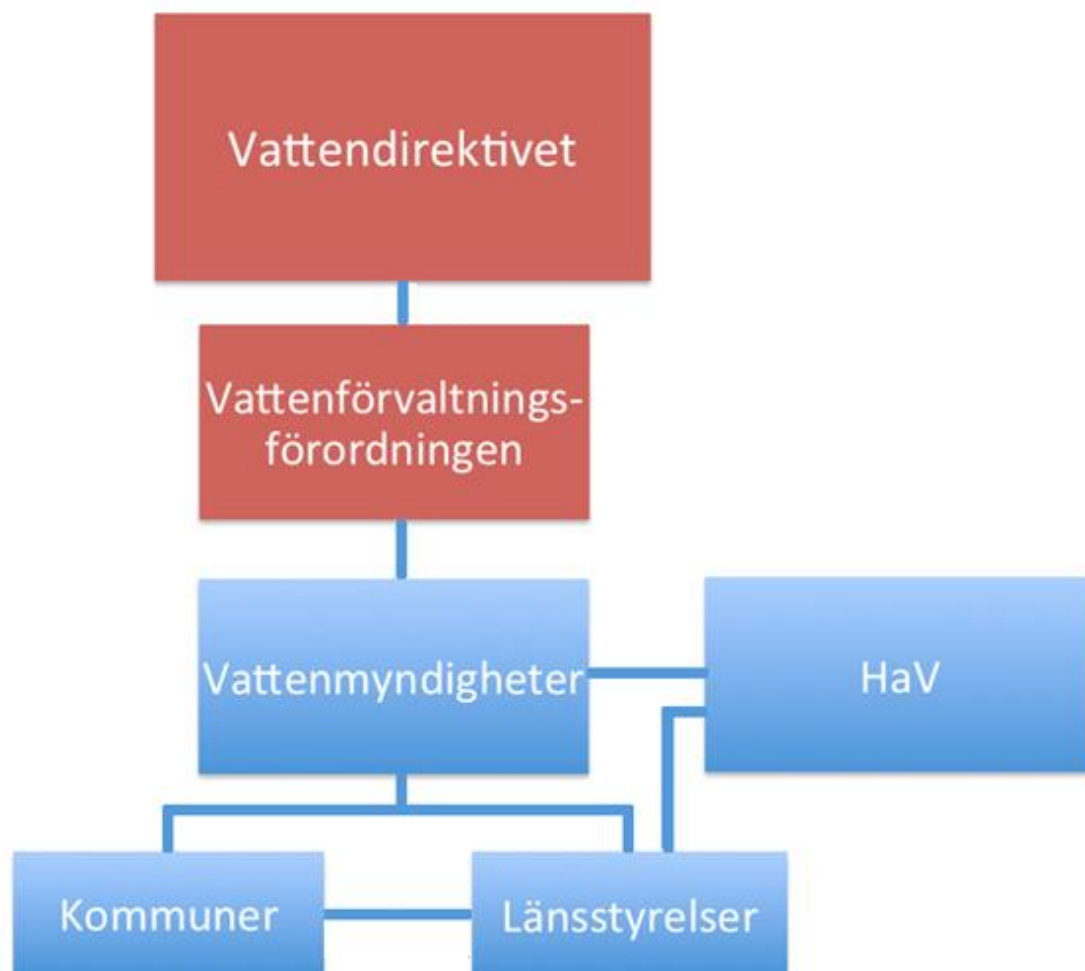 Vattendirektivet
Vattenförvaltnings-
förordningen
Vattenmyndigheter
HaV
Kommuner
Länsstyrelser